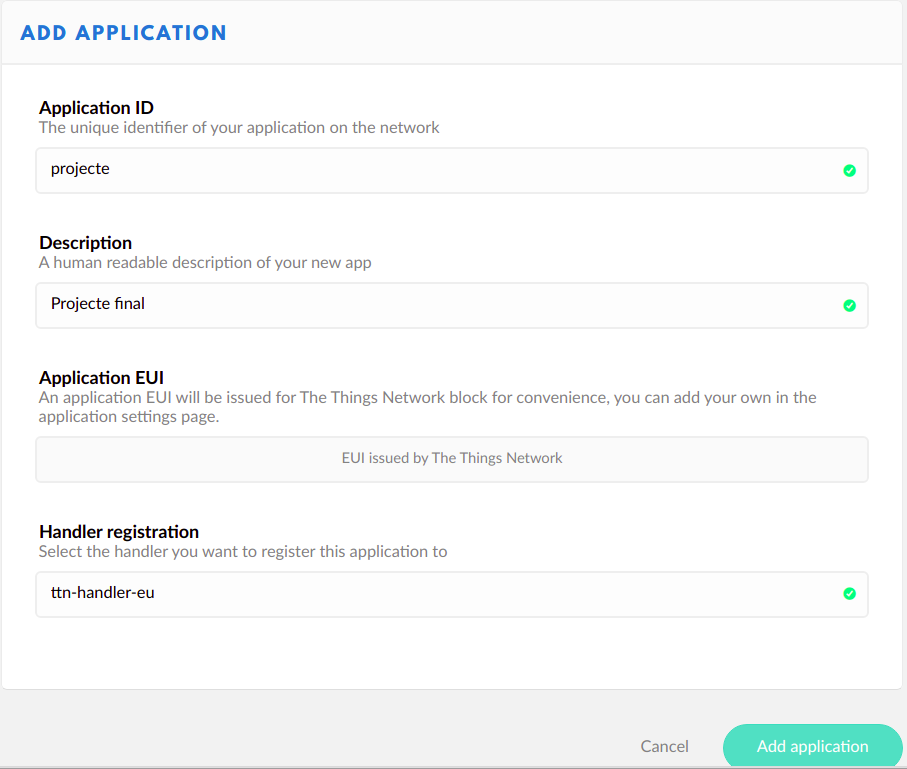 ADD APPLICATION
Application ID
The unique identifier of your application on the network
projecte
Description
A human readable description of your new app
Projecte final
Application EUI
An application EUI will be issued for The Things Network block for convenience, you can add your own in the
application settings page.
EUI issued by The Things Network
Handler registration
Select the handler you want to register this application to
ttn-handler-eu
Cancel
Add application